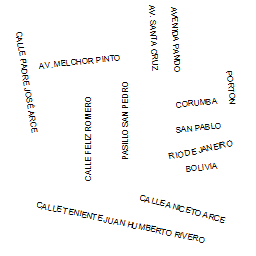 CALLE PADRE JOSÉ ARCE
AV. MELCHOR PINTO
AV. SANTA CRUZ
AVENIDA PANDO
PORTON
CALLE FELIZ ROMERO
PASILLO SAN PEDRO
CORUMBA
SAN PABLO
RIO DE JANEIRO
BOLIVIA
CALLE ANICETO ARCE
CALLE TENIENTE JUAN HUMBERTO RIVERO